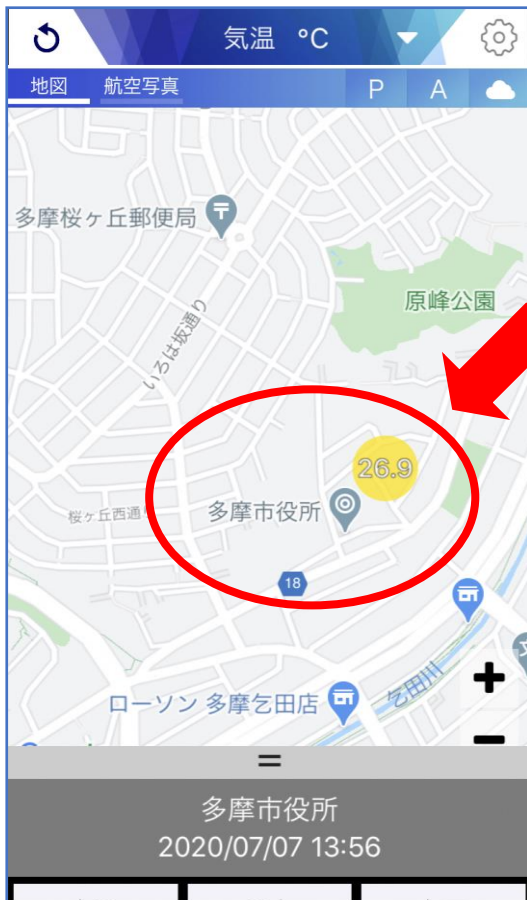 気温 °C
地図 航空写真 P A
多摩桜ヶ丘郵便局
原峰公園
いろは坂通り
26.9
多摩市役所
桜ヶ丘西通
18
乞田川
ローソン 多摩乞田店
+
−
=
多摩市役所
2020/07/07 13:56